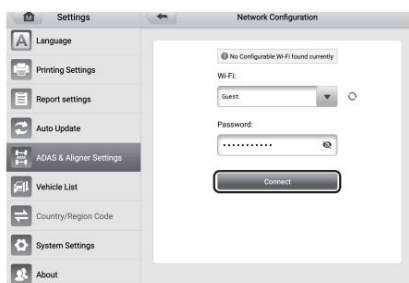 Settings
Network Configuration
Language
Printing Settings
Report settings
Auto Update
ADAS & Aligner Settings
Vehicle List
Country/Region Code
System Settings
About
No Configurable Wi-Fi found currently
Wi-Fi:
Guest
Password:
•••••••••••
Connect